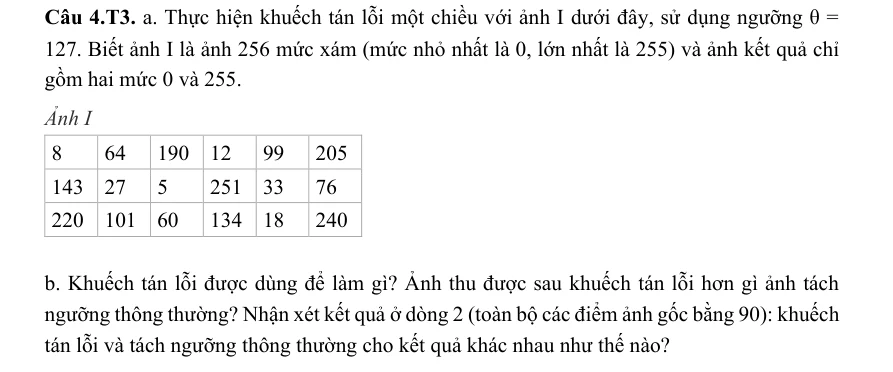 Câu 4.T3. a. Thực hiện khuếch tán lỗi một chiều với ảnh I dưới đây, sử dụng ngưỡng θ =
127. Biết ảnh I là ảnh 256 mức xám (mức nhỏ nhất là 0, lớn nhất là 255) và ảnh kết quả chỉ
gồm hai mức 0 và 255.
Ảnh I
8 64 190 12 99 205
143 27 5 251 33 76
220 101 60 134 18 240
b. Khuếch tán lỗi được dùng để làm gì? Ảnh thu được sau khuếch tán lỗi hơn gì ảnh tách
ngưỡng thông thường? Nhận xét kết quả ở dòng 2 (toàn bộ các điểm ảnh gốc bằng 90): khuếch
tán lỗi và tách ngưỡng thông thường cho kết quả khác nhau như thế nào?